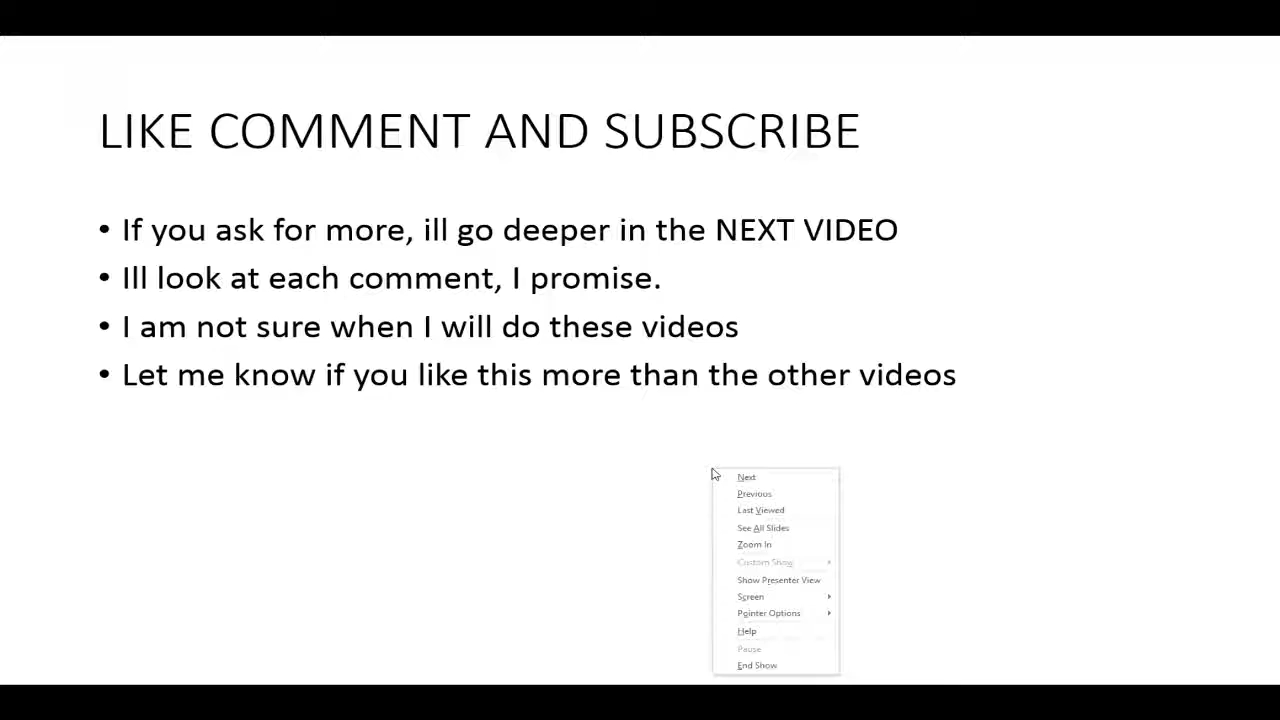 LIKE COMMENT AND SUBSCRIBE
• If you ask for more, ill go deeper in the NEXT VIDEO
• Ill look at each comment, I promise.
• I am not sure when I will do these videos
• Let me know if you like this more than the other videos
Next
Previous
Last Viewed
See All Slides
Zoom In
Custom Show
Show Presenter View
Screen
Pointer Options
Help
Pause
End Show